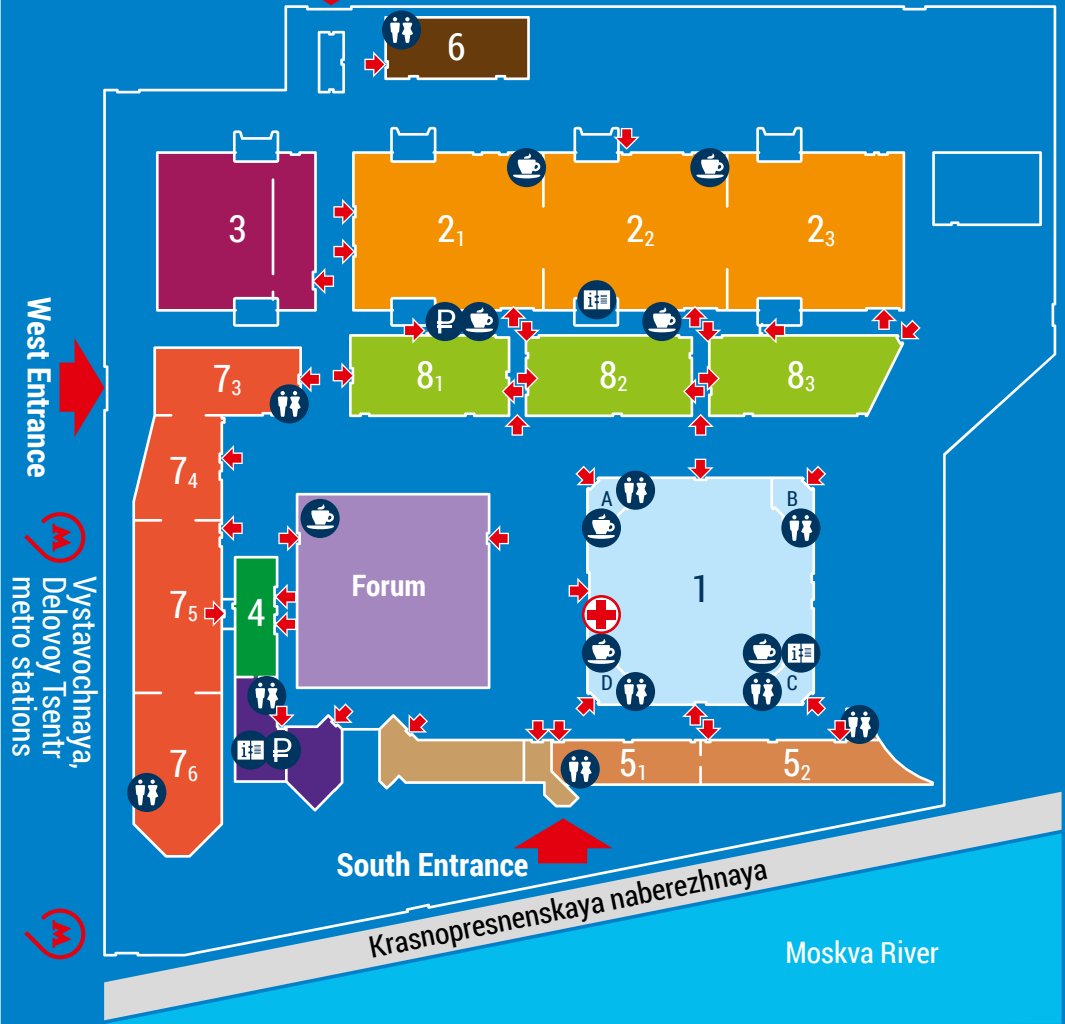 6
3
2₁
2₂
2₃
West Entrance
7₃
8₁
8₂
8₃
7₄
A
B
Forum
1
7₅
4
Vystavochnaya,
Delovoy Tsentr
metro stations
D
C
7₆
5₁
5₂
South Entrance
Krasnopresnenskaya naberezhnaya
Moskva River